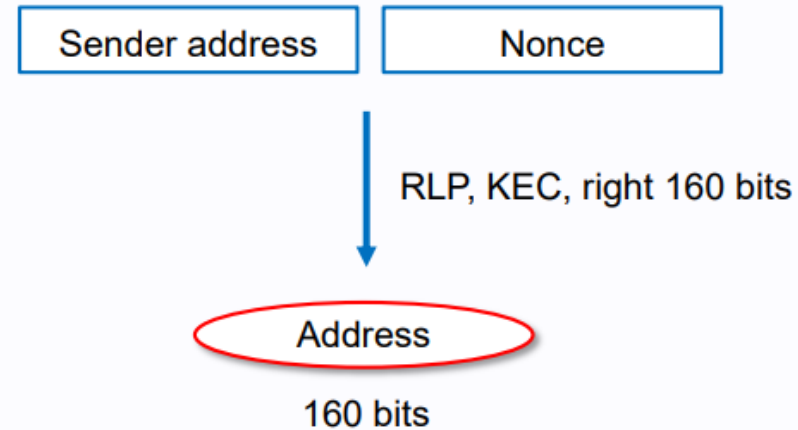 Sender address
Nonce
RLP, KEC, right 160 bits
Address
160 bits